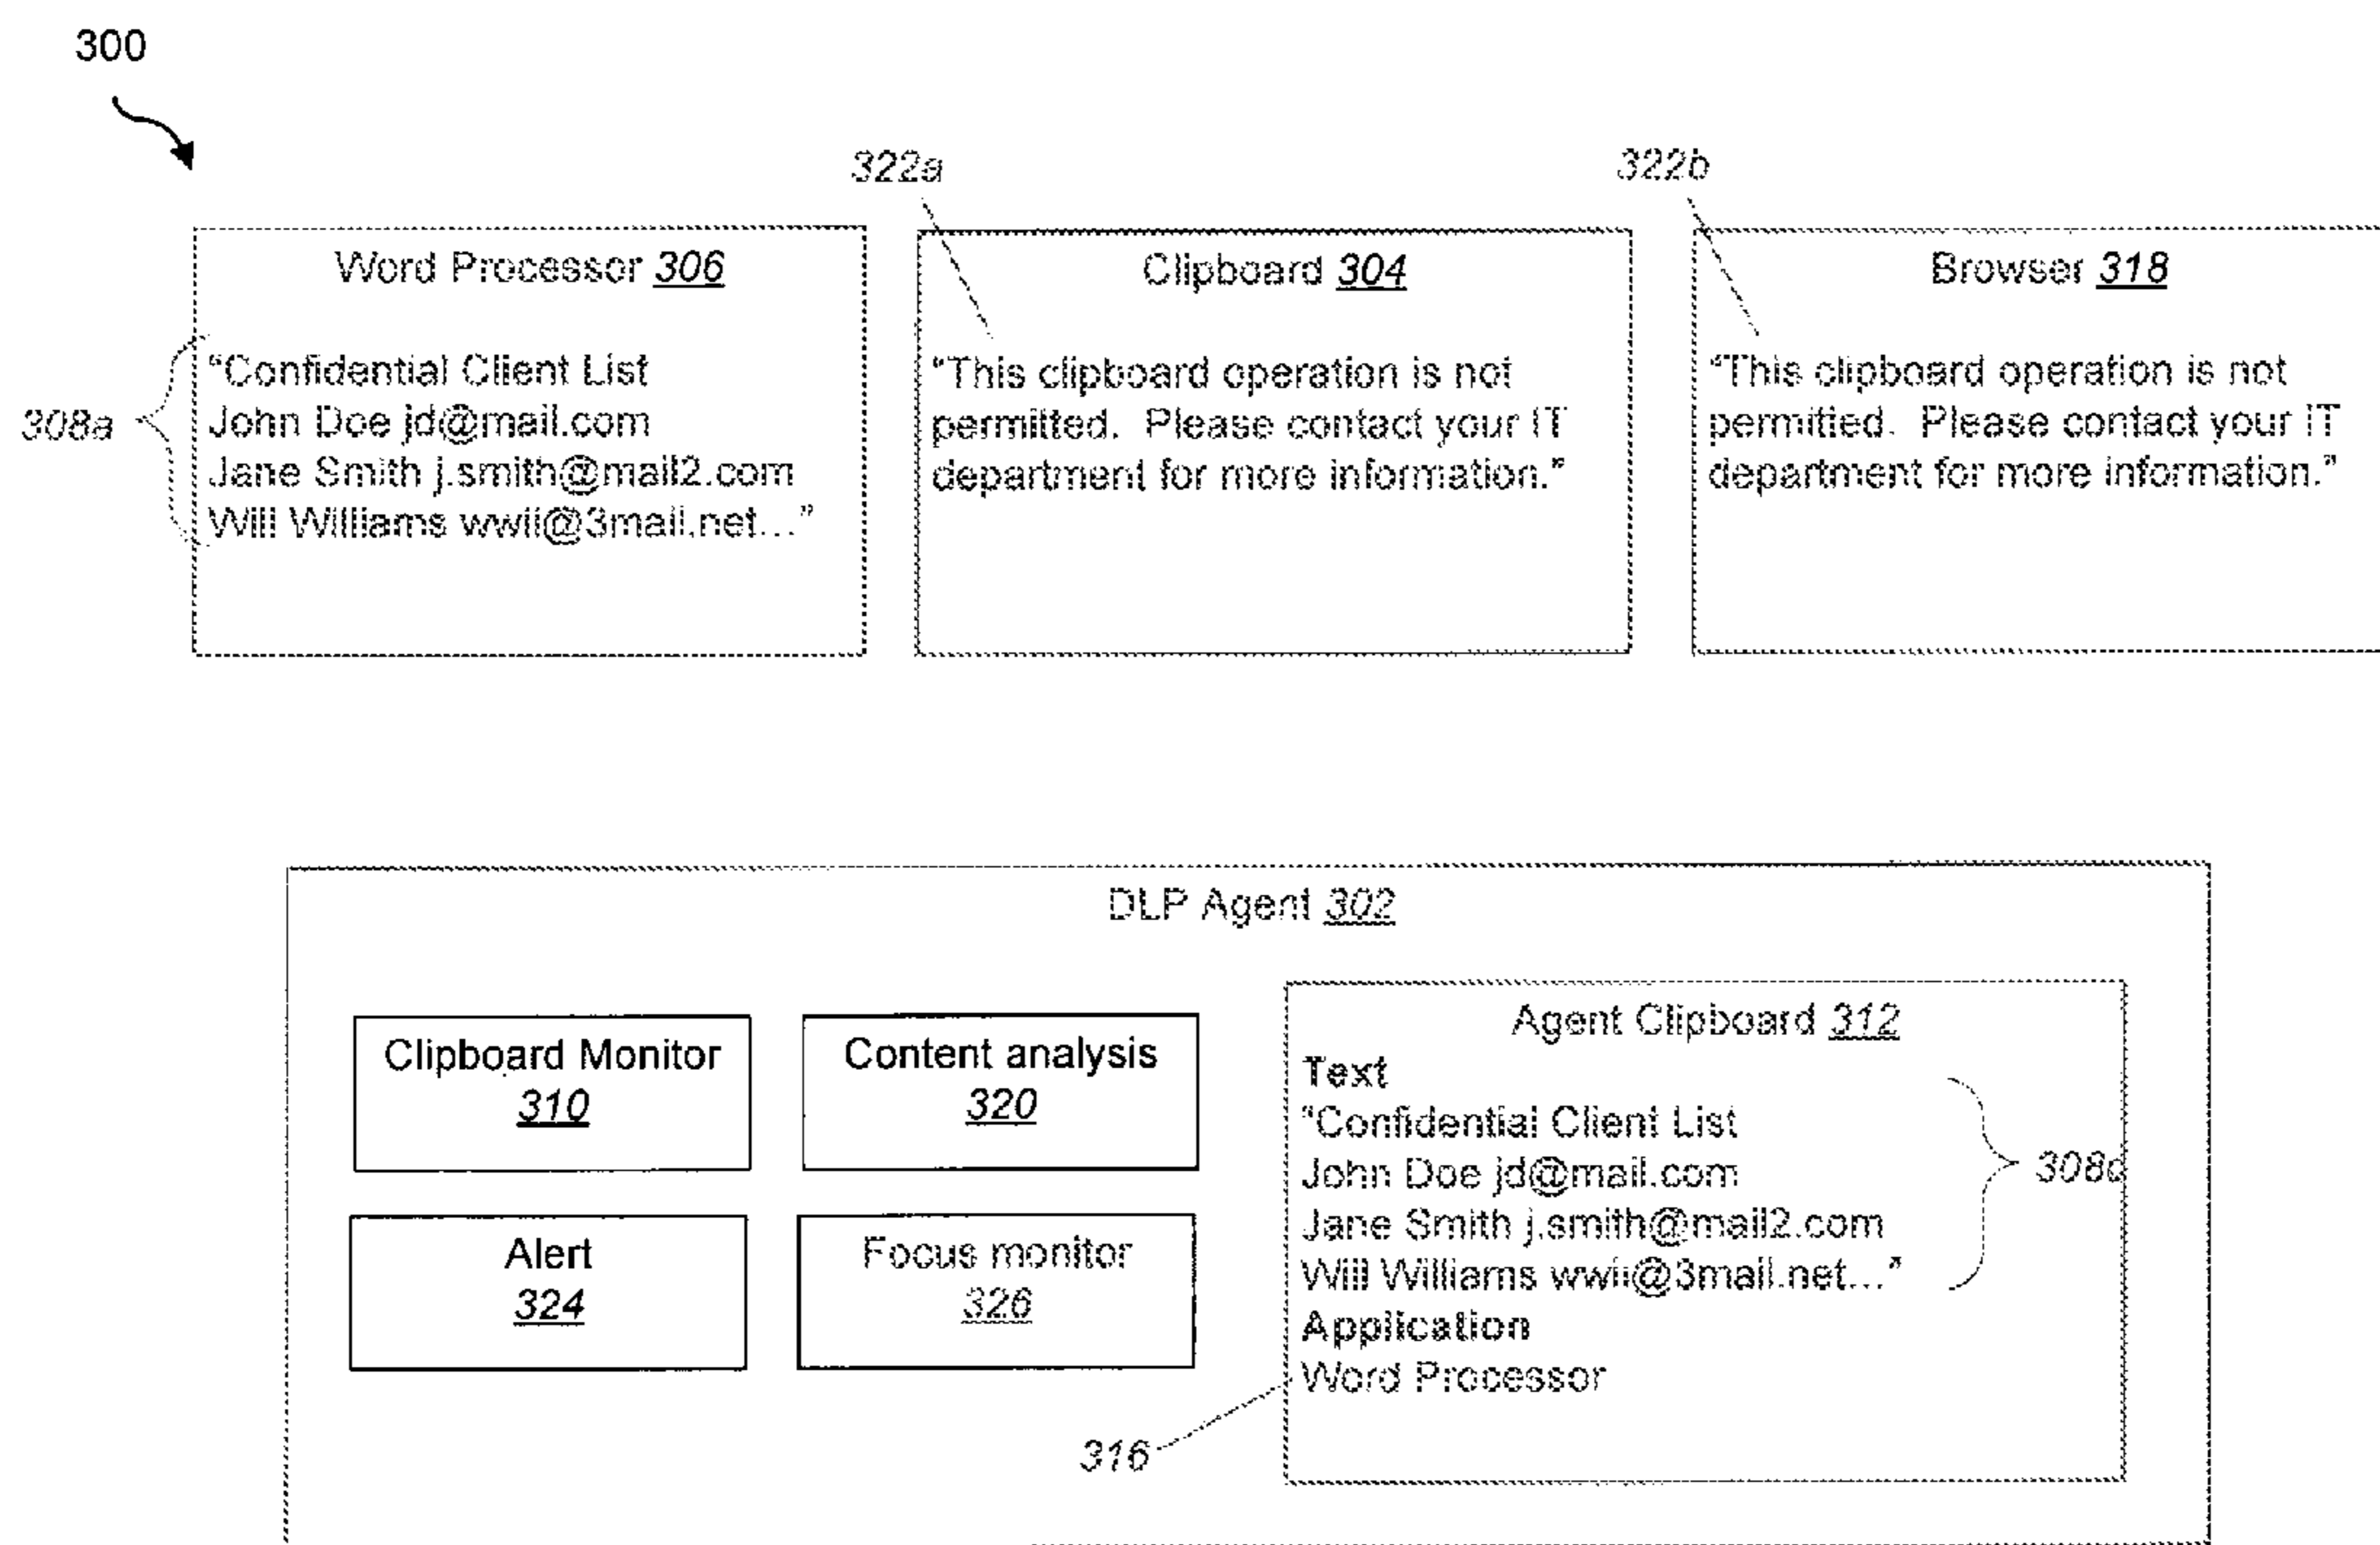 300
322a
322b
Word Processor 306
"Confidential Client List
John Doe jd@mail.com
Jane Smith j.smith@mail2.com
Will Williams wwii@3mail.net..."
308a
Clipboard 304
"This clipboard operation is not
permitted.  Please contact your IT
department for more information."
Browser 318
"This clipboard operation is not
permitted.  Please contact your IT
department for more information."
DLP Agent 302
Clipboard Monitor
310
Content analysis
320
Alert
324
Focus monitor
326
Agent Clipboard 312
Text
"Confidential Client List
John Doe jd@mail.com
Jane Smith j.smith@mail2.com
Will Williams wwii@3mail.net..."
308c
Application
Word Processor
316